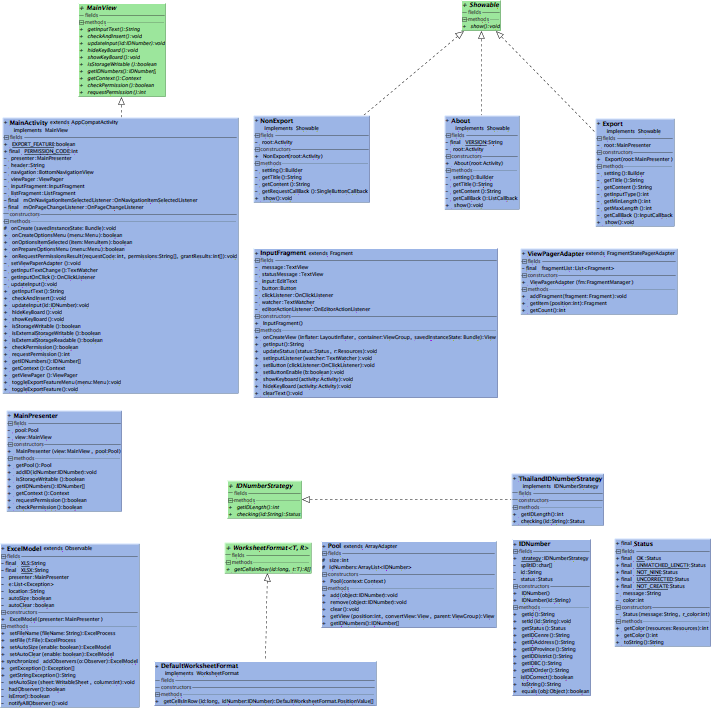 + MainView
fields
methods
+ getInputText():String
+ checkAndInsert():void
+ updateInput(id:IDNumber):void
+ hideKeyBoard():void
+ showKeyBoard():void
+ isStorageWritable():boolean
+ getIDNumbers():IDNumber[]
+ getContext():Context
+ checkPermission():boolean
+ requestPermission():int
+ Showable
fields
methods
+ show():void
+ MainActivity extends AppCompatActivity
implements MainView
fields
+ EXPORT_FEATURE:boolean
+ final PERMISSION_CODE:int
- presenter:MainPresenter
- header:String
- navigation:BottomNavigationView
- viewPager:ViewPager
- inputFragment:InputFragment
- listFragment:ListFragment
- final mOnNavigationItemSelectedListener:OnNavigationItemSelectedListener
- final mOnPageChangeListener:OnPageChangeListener
constructors
methods
# onCreate(savedInstanceState:Bundle):void
+ onCreateOptionsMenu(menu:Menu):boolean
+ onOptionsItemSelected(item:MenuItem):boolean
+ onPrepareOptionsMenu(menu:Menu):boolean
+ onRequestPermissionsResult(requestCode:int, permissions:String[], grantResults:int[]):void
- setViewPaperAdapter():void
- getInputTextChange():TextWatcher
- getInputOnClick():OnClickListener
- updateInput():void
+ getInputText():String
+ checkAndInsert():void
+ updateInput(id:IDNumber):void
+ hideKeyBoard():void
+ showKeyBoard():void
+ isStorageWritable():boolean
- isExternalStorageWritable():boolean
- isExternalStorageReadable():boolean
+ checkPermission():boolean
+ requestPermission():int
+ getIDNumbers():IDNumber[]
+ getContext():Context
+ getViewPager():ViewPager
+ toggleExportFeatureMenu(menu:Menu):void
+ toggleExportFeature():void
+ NonExport
implements Showable
fields
- root:Activity
constructors
+ NonExport(root:Activity)
methods
- setting():Builder
- getTitle():String
- getContent():String
- getRequestCallBack():SingleButtonCallback
+ show():void
+ About
implements Showable
fields
- final VERSION:String
- root:Activity
constructors
+ About(root:Activity)
methods
- setting():Builder
- getTitle():String
- getContent():String
- getCallBack():ListCallback
+ show():void
+ Export
implements Showable
fields
- root:MainPresenter
constructors
+ Export(root:MainPresenter)
methods
- setting():Builder
- getTitle():String
- getContent():String
- getInputType():int
- getMinLength():int
- getMaxLength():int
- getCallBack():InputCallback
+ show():void
+ InputFragment extends Fragment
fields
- message:TextView
- statusMessage:TextView
- input:EditText
- button:Button
- clickListener:OnClickListener
- watcher:TextWatcher
- editorActionListener:OnEditorActionListener
constructors
+ InputFragment()
methods
+ onCreateView(inflater:LayoutInflater, container:ViewGroup, savedInstanceState:Bundle):View
+ getInput():String
+ updateStatus(status:Status, r:Resources):void
+ setInputListener(watcher:TextWatcher):void
+ setButton(clickListener:OnClickListener):void
+ setButtonEnable(b:boolean):void
+ showKeyboard(activity:Activity):void
+ hideKeyBoard(activity:Activity):void
+ clearText():void
+ ViewPagerAdapter extends FragmentStatePagerAdapter
fields
- final fragmentList:List<Fragment>
constructors
+ ViewPagerAdapter(fm:FragmentManager)
methods
+ addFragment(fragment:Fragment):void
+ getItem(position:int):Fragment
+ getCount():int
+ MainPresenter
fields
- pool:Pool
- view:MainView
constructors
+ MainPresenter(view:MainView, pool:Pool)
methods
+ getPool():Pool
+ addID(idNumber:IDNumber):void
+ isStorageWritable():boolean
+ getIDNumbers():IDNumber[]
+ getContext():Context
+ requestPermission():boolean
+ checkPermission():boolean
+ IDNumberStrategy
fields
methods
+ getIDLength():int
+ checking(id:String):Status
+ ThailandIDNumberStrategy
implements IDNumberStrategy
fields
constructors
methods
+ getIDLength():int
+ checking(id:String):Status
+ ExcelModel extends Observable
fields
- final XLS:String
- final XLSX:String
- presenter:MainPresenter
- e:List<Exception>
- location:String
- autoSize:boolean
- autoClear:boolean
constructors
+ ExcelModel(presenter:MainPresenter)
methods
+ setFileName(fileName:String):ExcelProcess
+ setFile(f:File):ExcelProcess
+ setAutoSize(enable:boolean):ExcelModel
+ setAutoClear(enable:boolean):ExcelModel
+ synchronized addObservers(o:Observer):ExcelModel
+ getException():Exception[]
+ getStringException():String
- setAutoSize(sheet:WritableSheet, column:int):void
- hadObserver():boolean
- isError():boolean
- notifyAllObserver():void
+ WorksheetFormat<T, R>
fields
methods
+ getCellsInRow(id:long, t:T):R[]
+ Pool extends ArrayAdapter
fields
# size:int
# idNumbers:ArrayList<IDNumber>
constructors
+ Pool(context:Context)
methods
+ add(object:IDNumber):void
+ remove(object:IDNumber):void
+ clear():void
+ getView(position:int, convertView:View, parent:ViewGroup):View
+ getIDNumbers():IDNumber[]
+ IDNumber
fields
- strategy:IDNumberStrategy
- splitID:char[]
- id:String
- status:Status
constructors
+ IDNumber()
+ IDNumber(id:String)
methods
+ getId():String
+ setId(id:String):void
+ getStatus():Status
+ getIDGenre():String
+ getIDAddress():String
+ getIDProvince():String
+ getIDDistrict():String
+ getIDBC():String
+ getIDOrder():String
- isIDCorrect():boolean
+ toString():String
+ equals(obj:Object):boolean
+ final Status
fields
+ final OK:Status
+ final UNMATCHED_LENGTH:Status
+ final NOT_NINE:Status
+ final UNCORRECTED:Status
+ final NOT_CREATE:Status
- message:String
- color:int
constructors
- Status(message:String, r_color:int)
methods
+ getColor(resources:Resources):int
+ getColor():int
+ toString():String
+ DefaultWorksheetFormat
implements WorksheetFormat
fields
constructors
methods
+ getCellsInRow(id:long, idNumber:IDNumber):DefaultWorksheetFormat.PositionValue[]